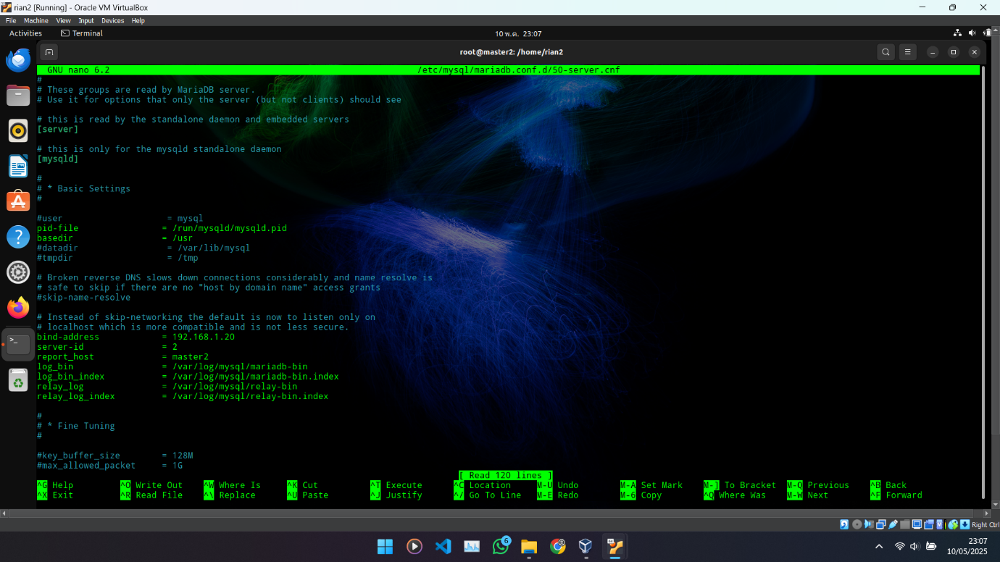 rian2 [Running] - Oracle VM VirtualBox
File Machine View Input Devices Help
Activities Terminal 10 พ.ค. 23:07
root@master2: /home/rian2
GNU nano 6.2 /etc/mysql/mariadb.conf.d/50-server.cnf
#
# These groups are read by MariaDB server.
# Use it for options that only the server (but not clients) should see
# this is read by the standalone daemon and embedded servers
[server]
# this is only for the mysqld standalone daemon
[mysqld]
#
# * Basic Settings
#
#user = mysql
pid-file = /run/mysqld/mysqld.pid
basedir = /usr
#datadir = /var/lib/mysql
#tmpdir = /tmp
# Broken reverse DNS slows down connections considerably and name resolve is
# safe to skip if there are no "host by domain name" access grants
#skip-name-resolve
# Instead of skip-networking the default is now to listen only on
# localhost which is more compatible and is not less secure.
bind-address = 192.168.1.20
server-id = 2
report_host = master2
log_bin = /var/log/mysql/mariadb-bin
log_bin_index = /var/log/mysql/mariadb-bin.index
relay_log = /var/log/mysql/relay-bin
relay_log_index = /var/log/mysql/relay-bin.index
#
# * Fine Tuning
#
#key_buffer_size = 128M
#max_allowed_packet = 1G
[ Read 120 lines ]
^G Help ^O Write Out ^W Where Is ^K Cut ^T Execute ^C Location M-U Undo M-A Set Mark M-] To Bracket M-Q Previous ^B Back
^X Exit ^R Read File ^\ Replace ^U Paste ^J Justify ^/ Go To Line M-E Redo M-6 Copy ^Q Where Was M-W Next ^F Forward
Right Ctrl
6
23:07
10/05/2025